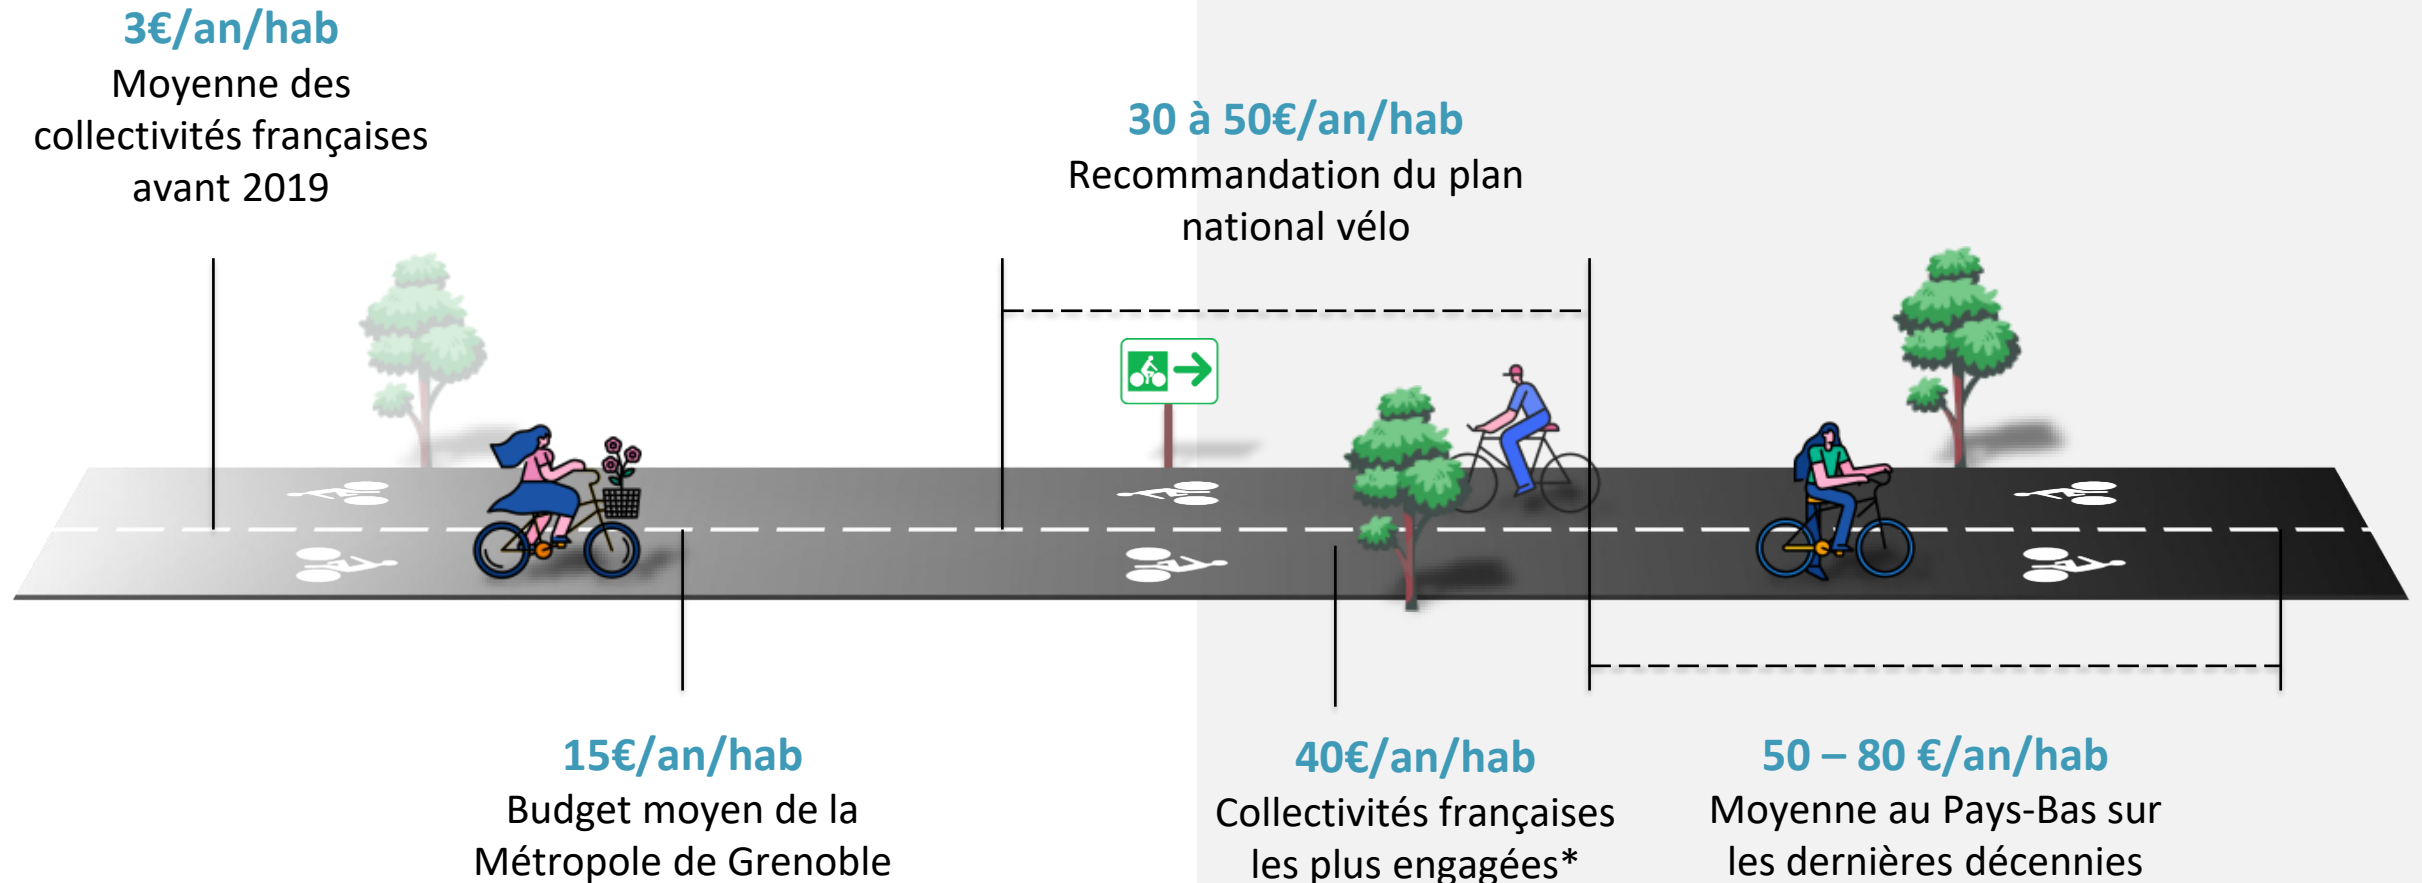 3€/an/hab
Moyenne des
collectivités françaises
avant 2019
30 à 50€/an/hab
Recommandation du plan
national vélo
15€/an/hab
Budget moyen de la
Métropole de Grenoble
40€/an/hab
Collectivités françaises
les plus engagées*
50 – 80 €/an/hab
Moyenne au Pays-Bas sur
les dernières décennies